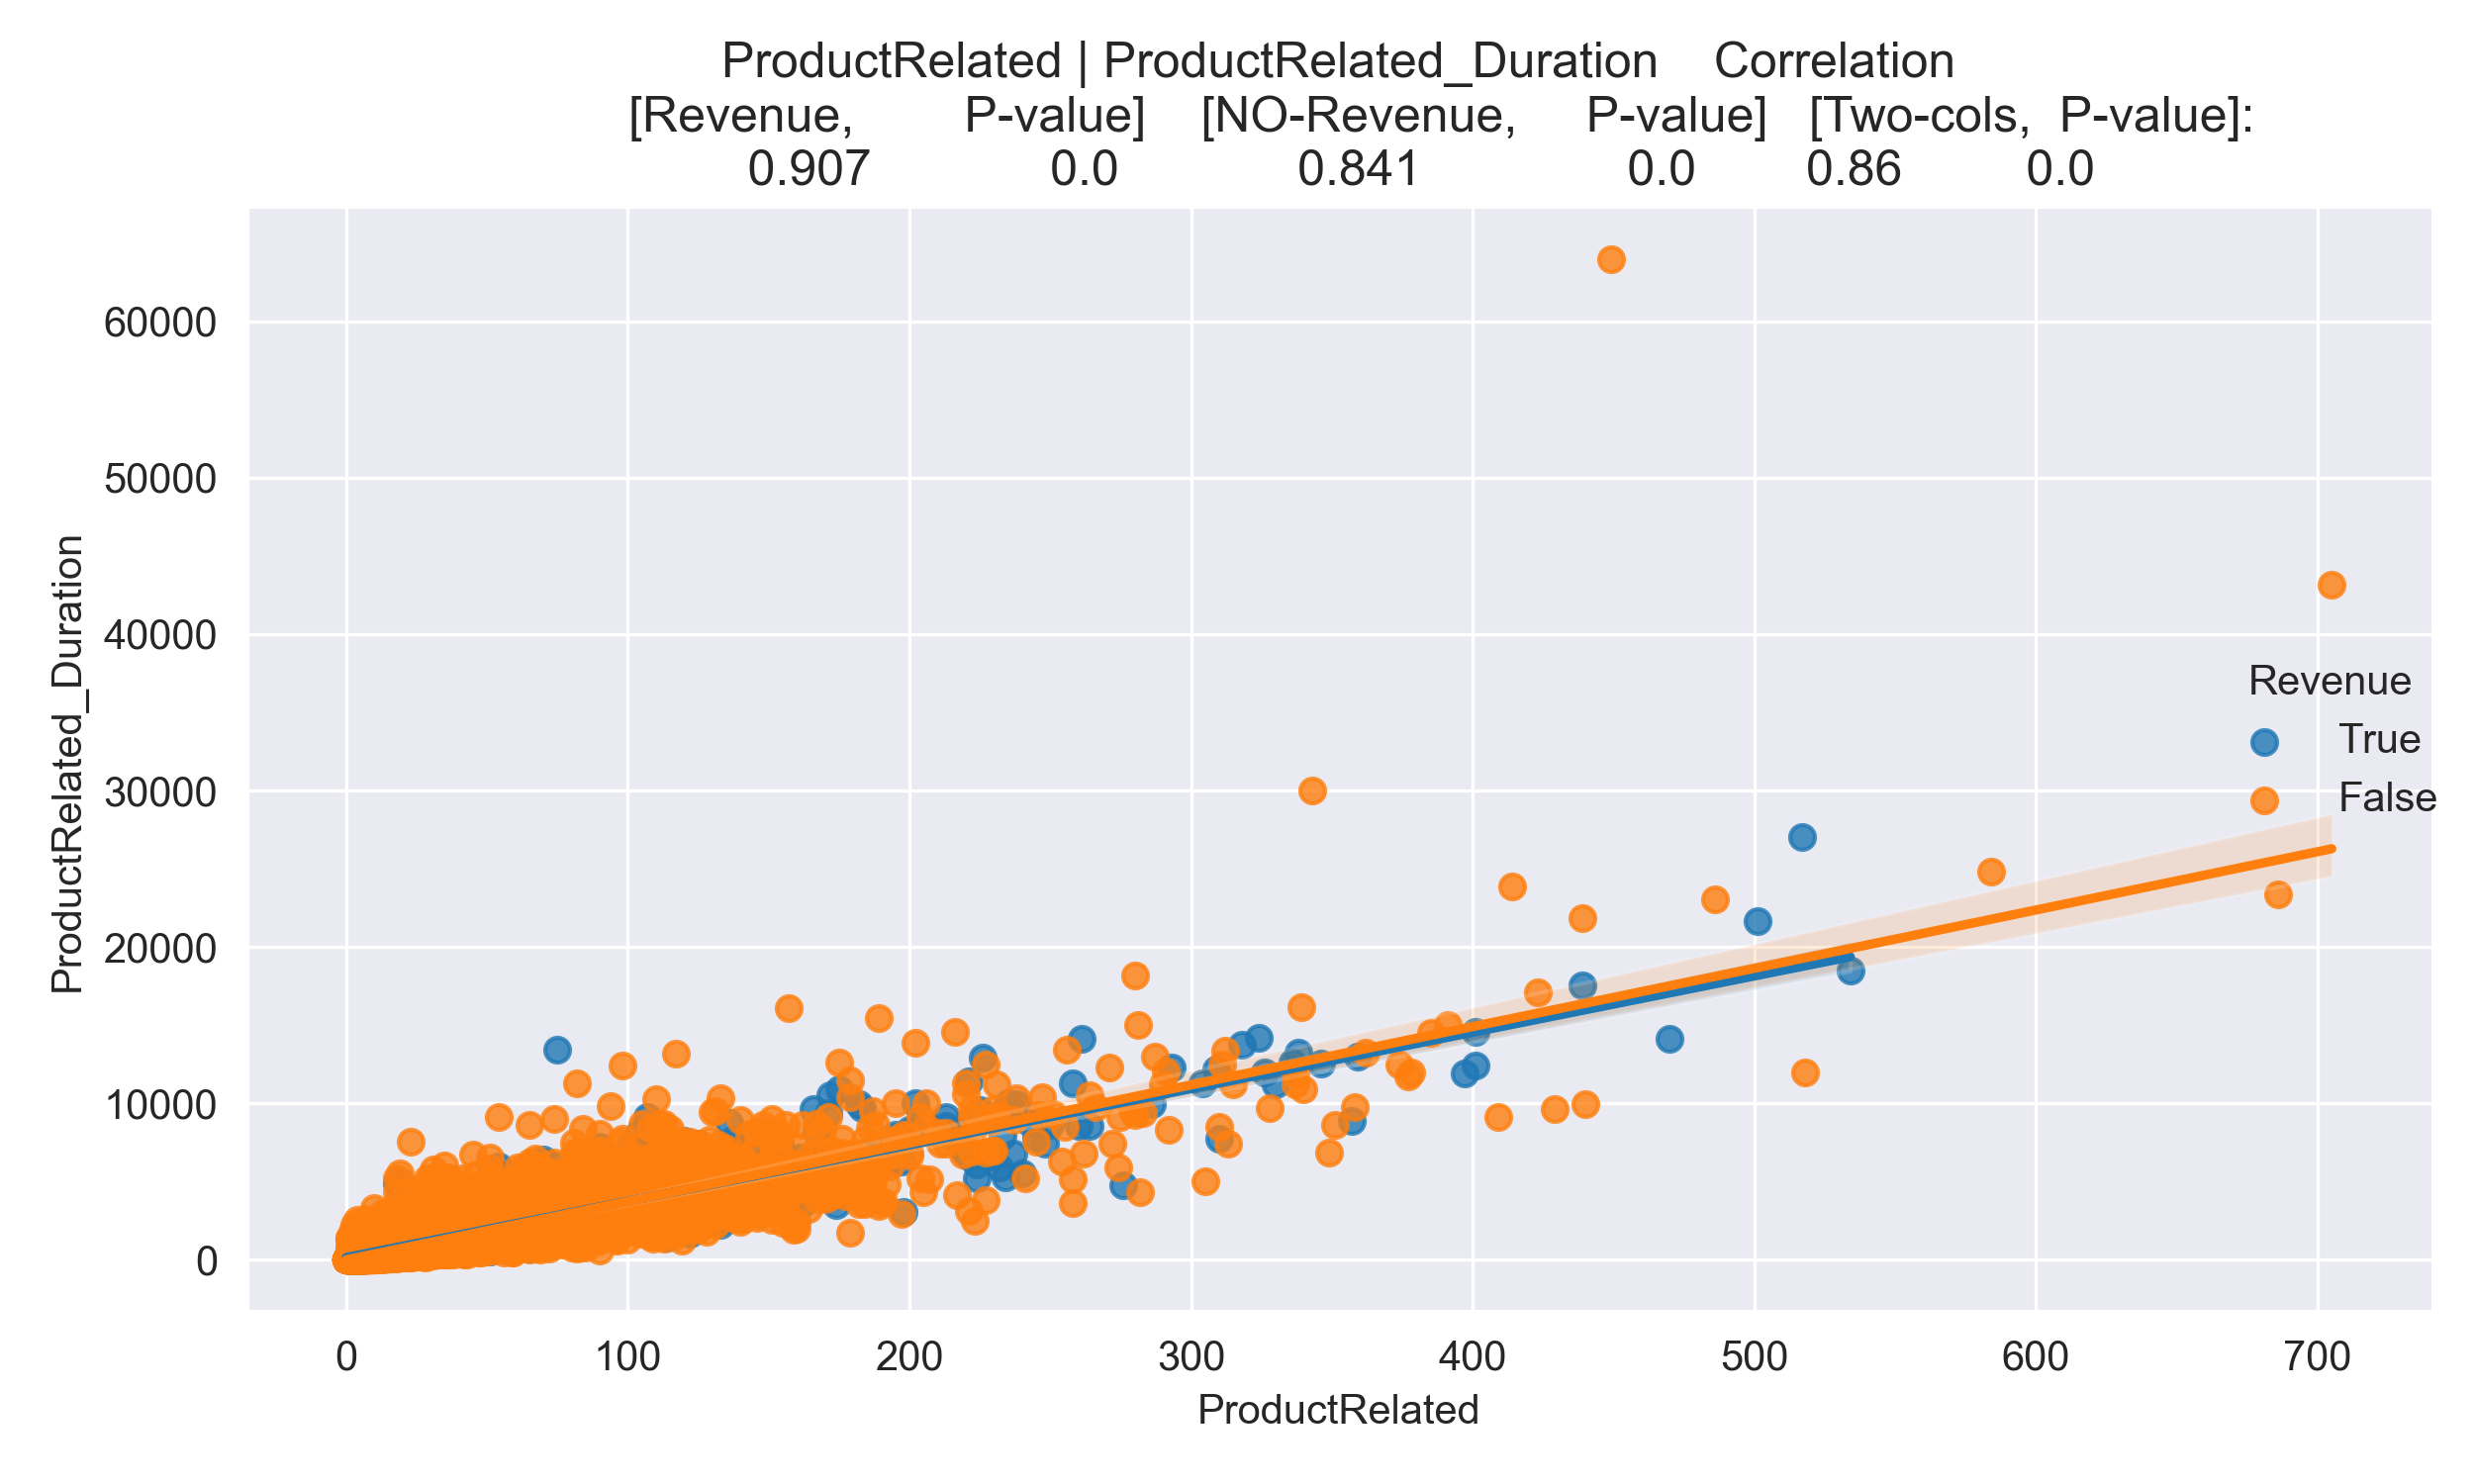 ProductRelated | ProductRelated_Duration    Correlation
[Revenue,        P-value]    [NO-Revenue,     P-value]   [Two-cols,  P-value]:
0.907             0.0             0.841               0.0        0.86         0.0
60000
50000
40000
30000
20000
10000
0
ProductRelated_Duration
Revenue
True
False
0 100 200 300 400 500 600 700
ProductRelated